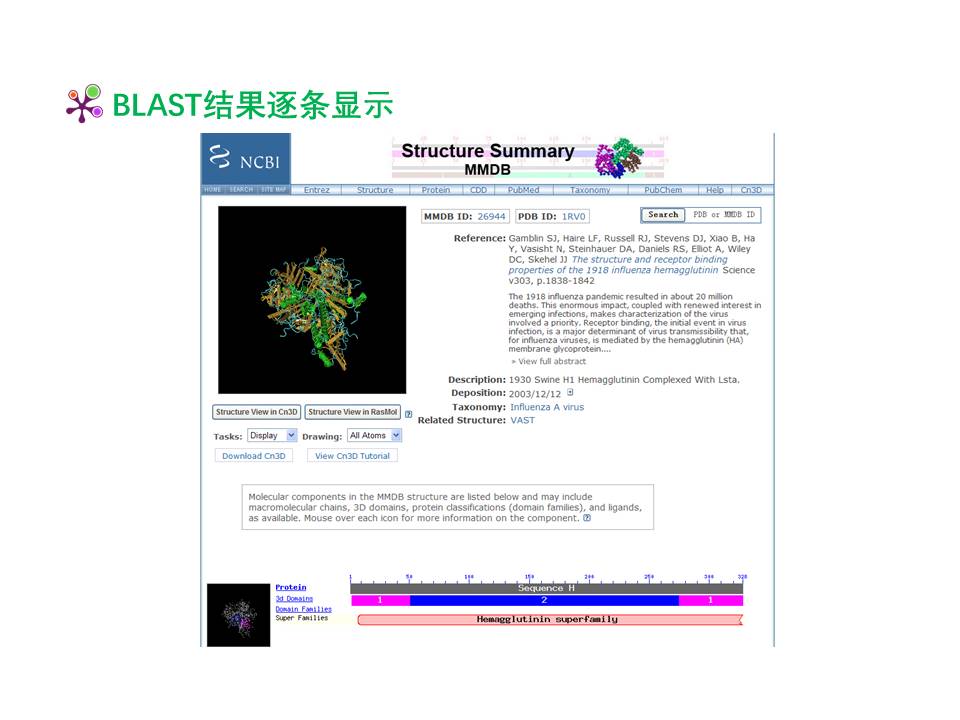 BLAST结果逐条显示
NCBI
Structure Summary
MMDB
HOME SEARCH SITE MAP Entrez Structure Protein CDD PubMed Taxonomy PubChem Help Cn3D
MMDB ID: 26944 PDB ID: 1RV0 Search PDB or MMDB ID
Reference: Gamblin SJ, Haire LF, Russell RJ, Stevens DJ, Xiao B, Ha
Y, Vasisht N, Steinhauer DA, Daniels RS, Elliot A, Wiley
DC, Skehel JJ The structure and receptor binding
properties of the 1918 influenza hemagglutinin Science
v303, p.1838-1842
The 1918 influenza pandemic resulted in about 20 million
deaths. This enormous impact, coupled with renewed interest in
emerging infections, makes characterization of the virus
involved a priority. Receptor binding, the initial event in virus
infection, is a major determinant of virus transmissibility that,
for influenza viruses, is mediated by the hemagglutinin (HA)
membrane glycoprotein....
» View full abstract
Description: 1930 Swine H1 Hemagglutinin Complexed With Lsta.
Deposition: 2003/12/12
Taxonomy: Influenza A virus
Related Structure: VAST
Structure View in Cn3D Structure View in RasMol ?
Tasks: Display Drawing: All Atoms
Download Cn3D View Cn3D Tutorial
Molecular components in the MMDB structure are listed below and may include
macromolecular chains, 3D domains, protein classifications (domain families), and ligands,
as available. Mouse over each icon for more information on the component. ?
1 50 100 150 200 250 300 320
Protein Sequence H
3d Domains 1 2 1
Domain Families
Super Families Hemagglutinin superfamily